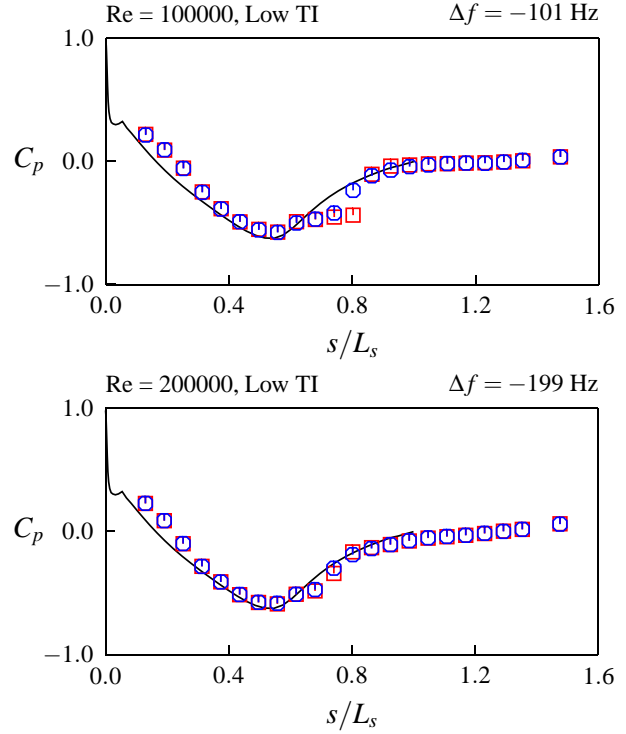 Re = 100000, Low TI Δf = −101 Hz
1.0
C_p
0.0
−1.0
0.0 0.4 0.8 1.2 1.6
s/L_s
Re = 200000, Low TI Δf = −199 Hz
1.0
C_p
0.0
−1.0
0.0 0.4 0.8 1.2 1.6
s/L_s